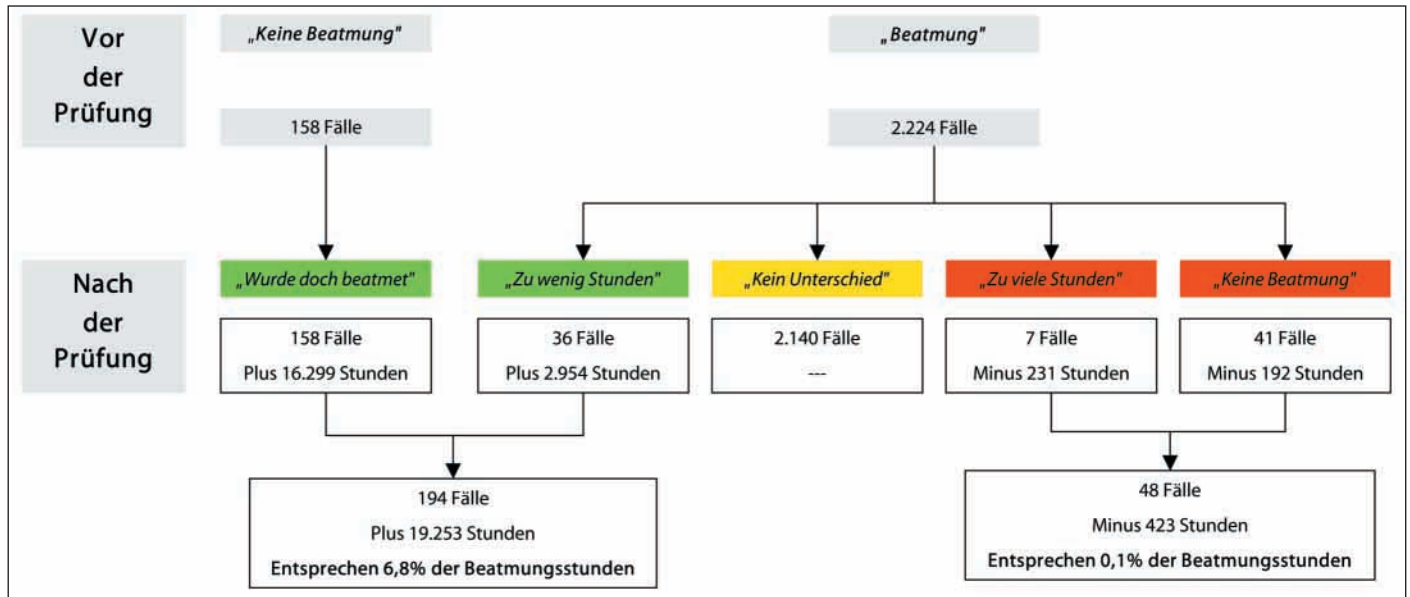 Vor
der
Prüfung
„Keine Beatmung"
„Beatmung"
158 Fälle
2.224 Fälle
Nach
der
Prüfung
„Wurde doch beatmet"
„Zu wenig Stunden"
„Kein Unterschied"
„Zu viele Stunden"
„Keine Beatmung"
158 Fälle
Plus 16.299 Stunden
36 Fälle
Plus 2.954 Stunden
2.140 Fälle
---
7 Fälle
Minus 231 Stunden
41 Fälle
Minus 192 Stunden
194 Fälle
Plus 19.253 Stunden
Entsprechen 6,8% der Beatmungsstunden
48 Fälle
Minus 423 Stunden
Entsprechen 0,1% der Beatmungsstunden